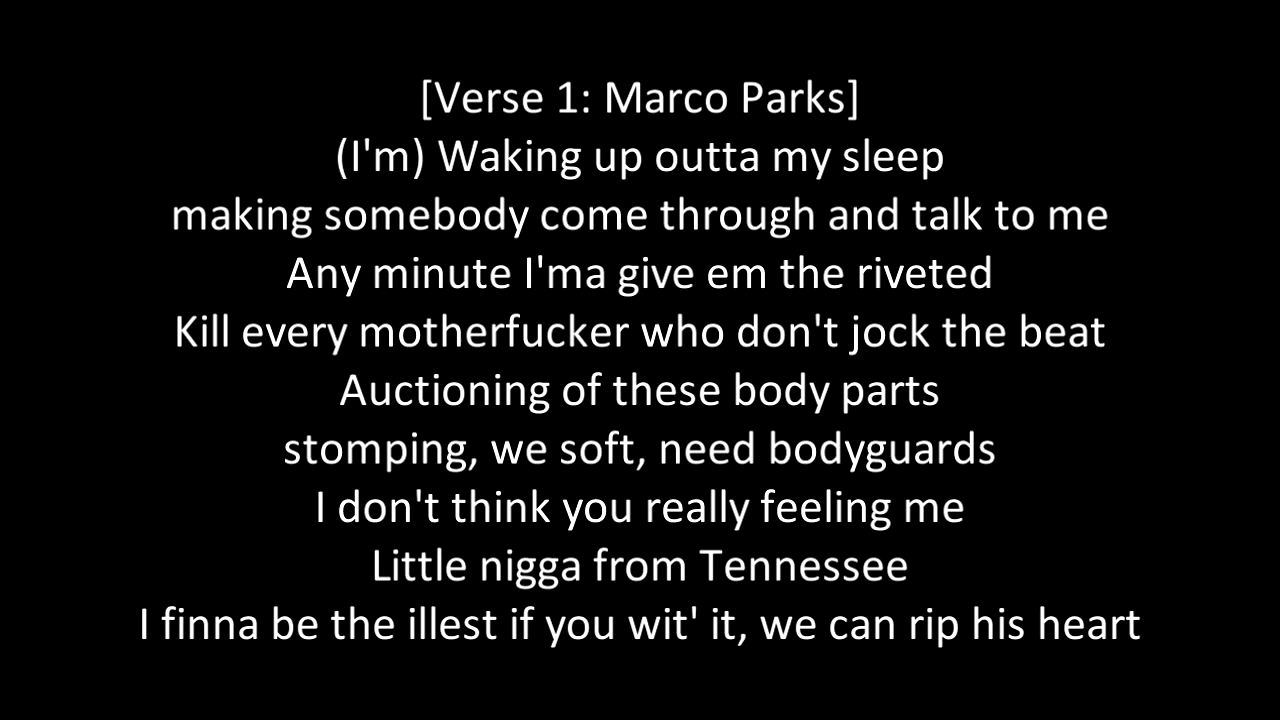 [Verse 1: Marco Parks]
(I'm) Waking up outta my sleep
making somebody come through and talk to me
Any minute I'ma give em the riveted
Kill every motherfucker who don't jock the beat
Auctioning of these body parts
stomping, we soft, need bodyguards
I don't think you really feeling me
Little nigga from Tennessee
I finna be the illest if you wit' it, we can rip his heart